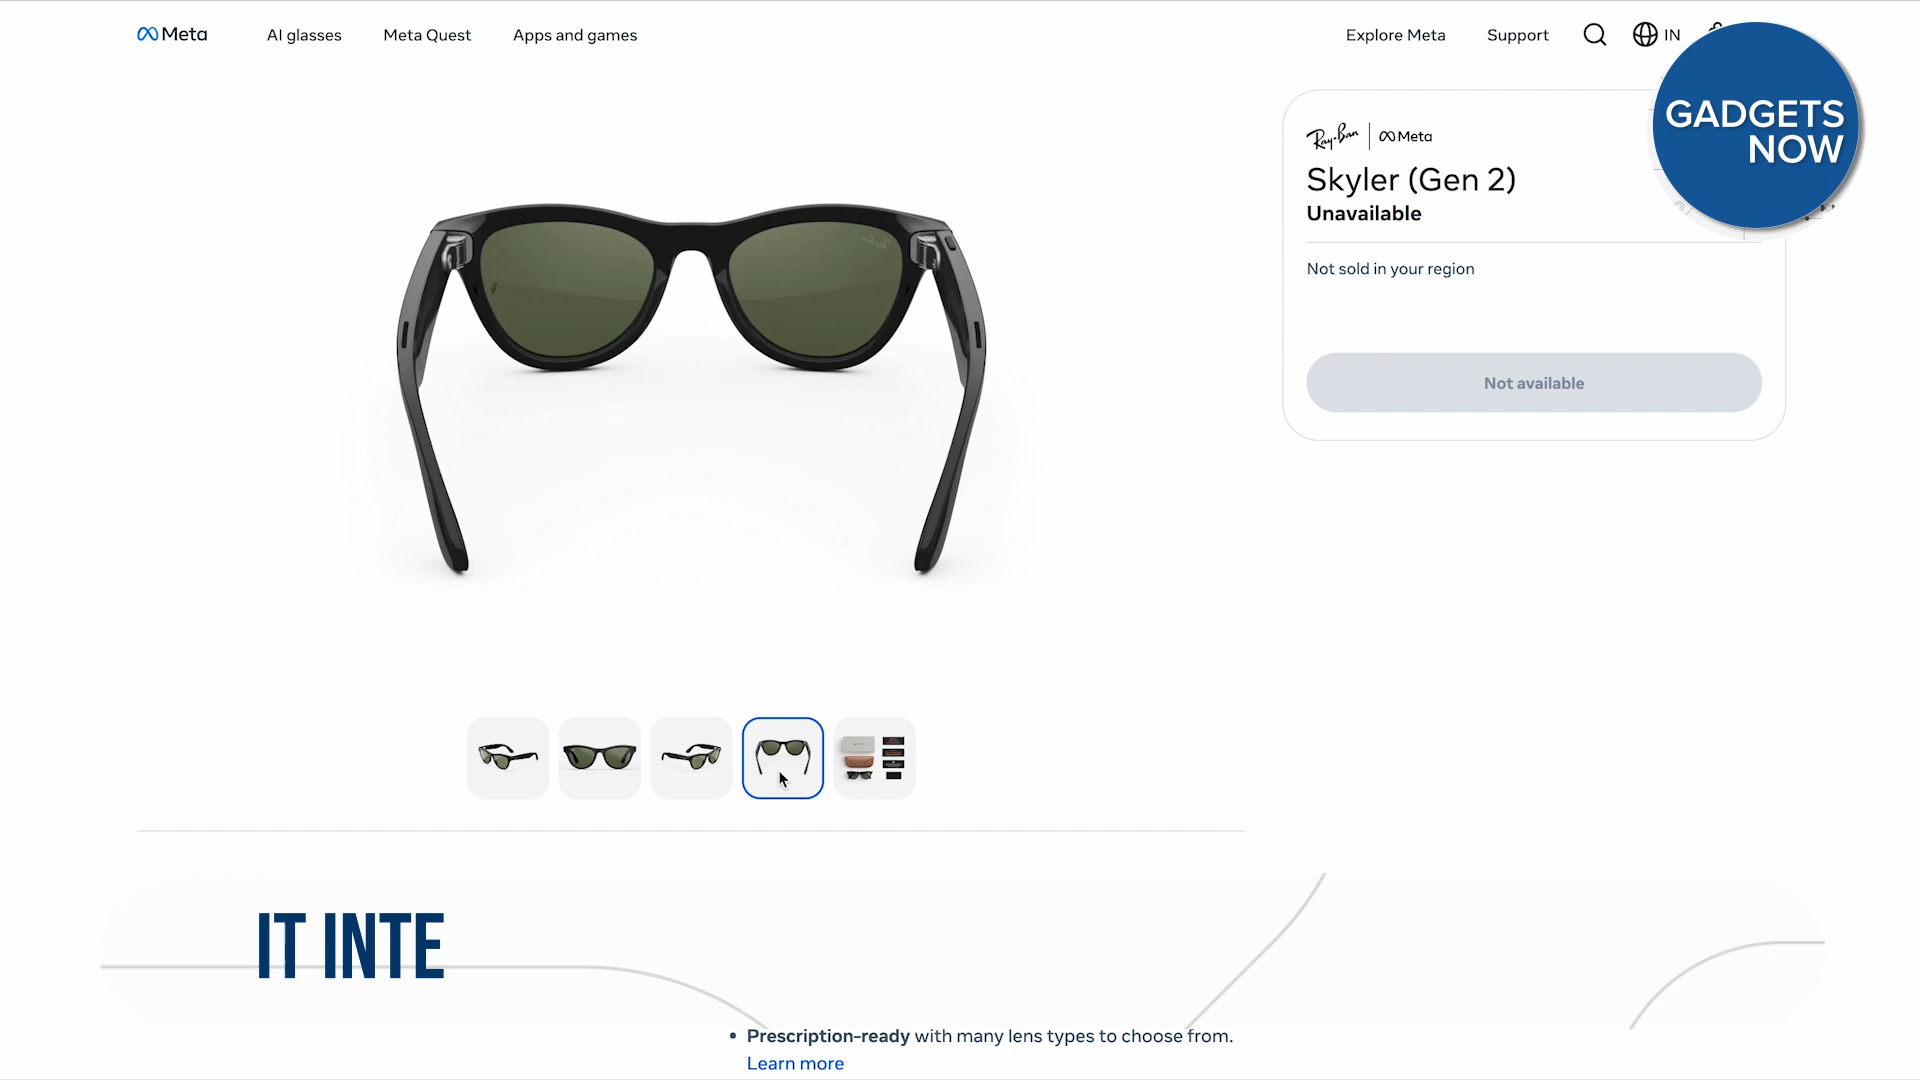 Meta
AI glasses
Meta Quest
Apps and games
Explore Meta
Support
IN
GADGETS
NOW
Ray-Ban
Meta
Skyler (Gen 2)
Unavailable
Not sold in your region
Not available
IT INTE
• Prescription-ready with many lens types to choose from.
Learn more